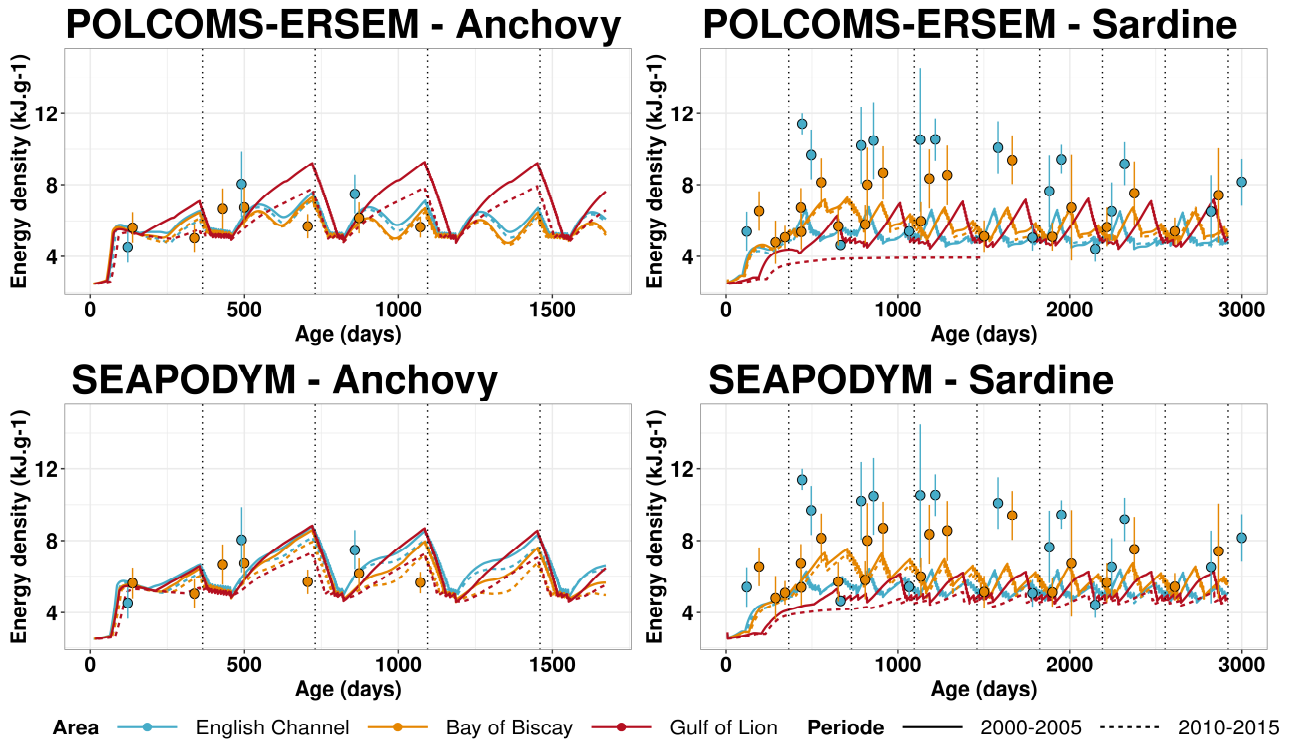 POLCOMS-ERSEM - Anchovy
POLCOMS-ERSEM - Sardine
Energy density (kJ.g-1)
12
8
4
0
500
1000
1500
Age (days)
Energy density (kJ.g-1)
12
8
4
0
1000
2000
3000
Age (days)
SEAPODYM - Anchovy
SEAPODYM - Sardine
Energy density (kJ.g-1)
12
8
4
0
500
1000
1500
Age (days)
Energy density (kJ.g-1)
12
8
4
0
1000
2000
3000
Age (days)
Area English Channel Bay of Biscay Gulf of Lion Periode 2000-2005 2010-2015